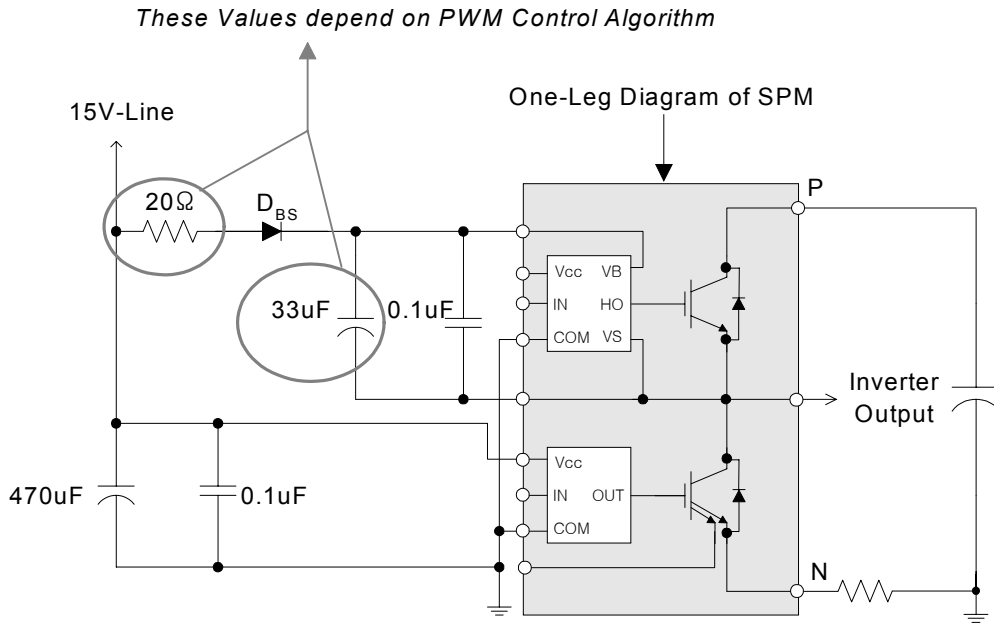 These Values depend on PWM Control Algorithm
15V-Line
One-Leg Diagram of SPM
P
20Ω
D_BS
Vcc
VB
IN
HO
COM
VS
33uF
0.1uF
Inverter
Output
Vcc
IN
OUT
COM
470uF
0.1uF
N